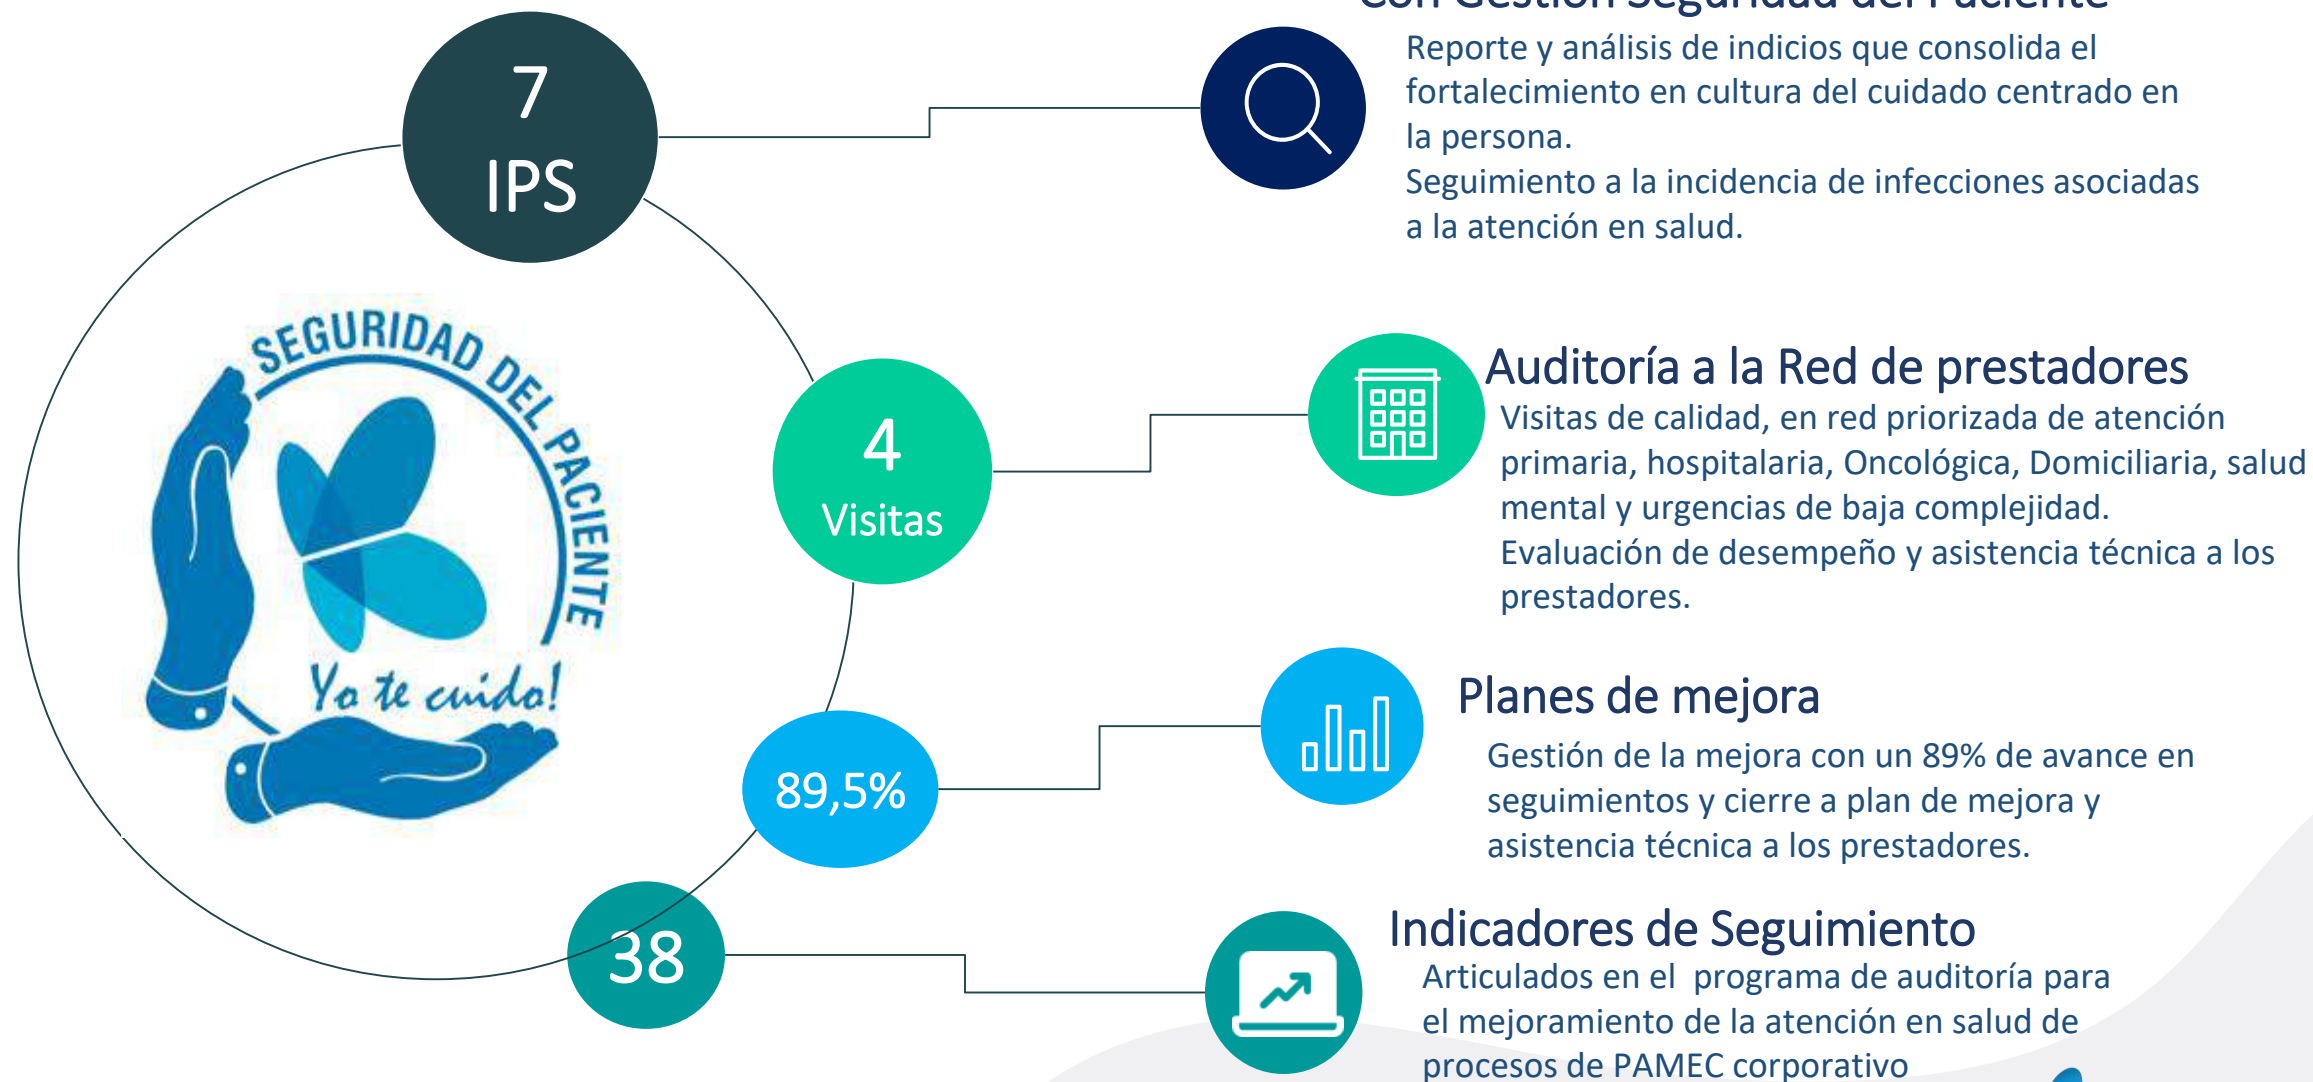 Con Gestión Seguridad del Paciente
7
IPS
Reporte y análisis de indicios que consolida el
fortalecimiento en cultura del cuidado centrado en
la persona.
Seguimiento a la incidencia de infecciones asociadas
a la atención en salud.
SEGURIDAD DEL PACIENTE
Yo te cuido!
4
Visitas
Auditoría a la Red de prestadores
Visitas de calidad, en red priorizada de atención
primaria, hospitalaria, Oncológica, Domiciliaria, salud
mental y urgencias de baja complejidad.
Evaluación de desempeño y asistencia técnica a los
prestadores.
89,5%
Planes de mejora
Gestión de la mejora con un 89% de avance en
seguimientos y cierre a plan de mejora y
asistencia técnica a los prestadores.
38
Indicadores de Seguimiento
Articulados en el  programa de auditoría para
el mejoramiento de la atención en salud de
procesos de PAMEC corporativo